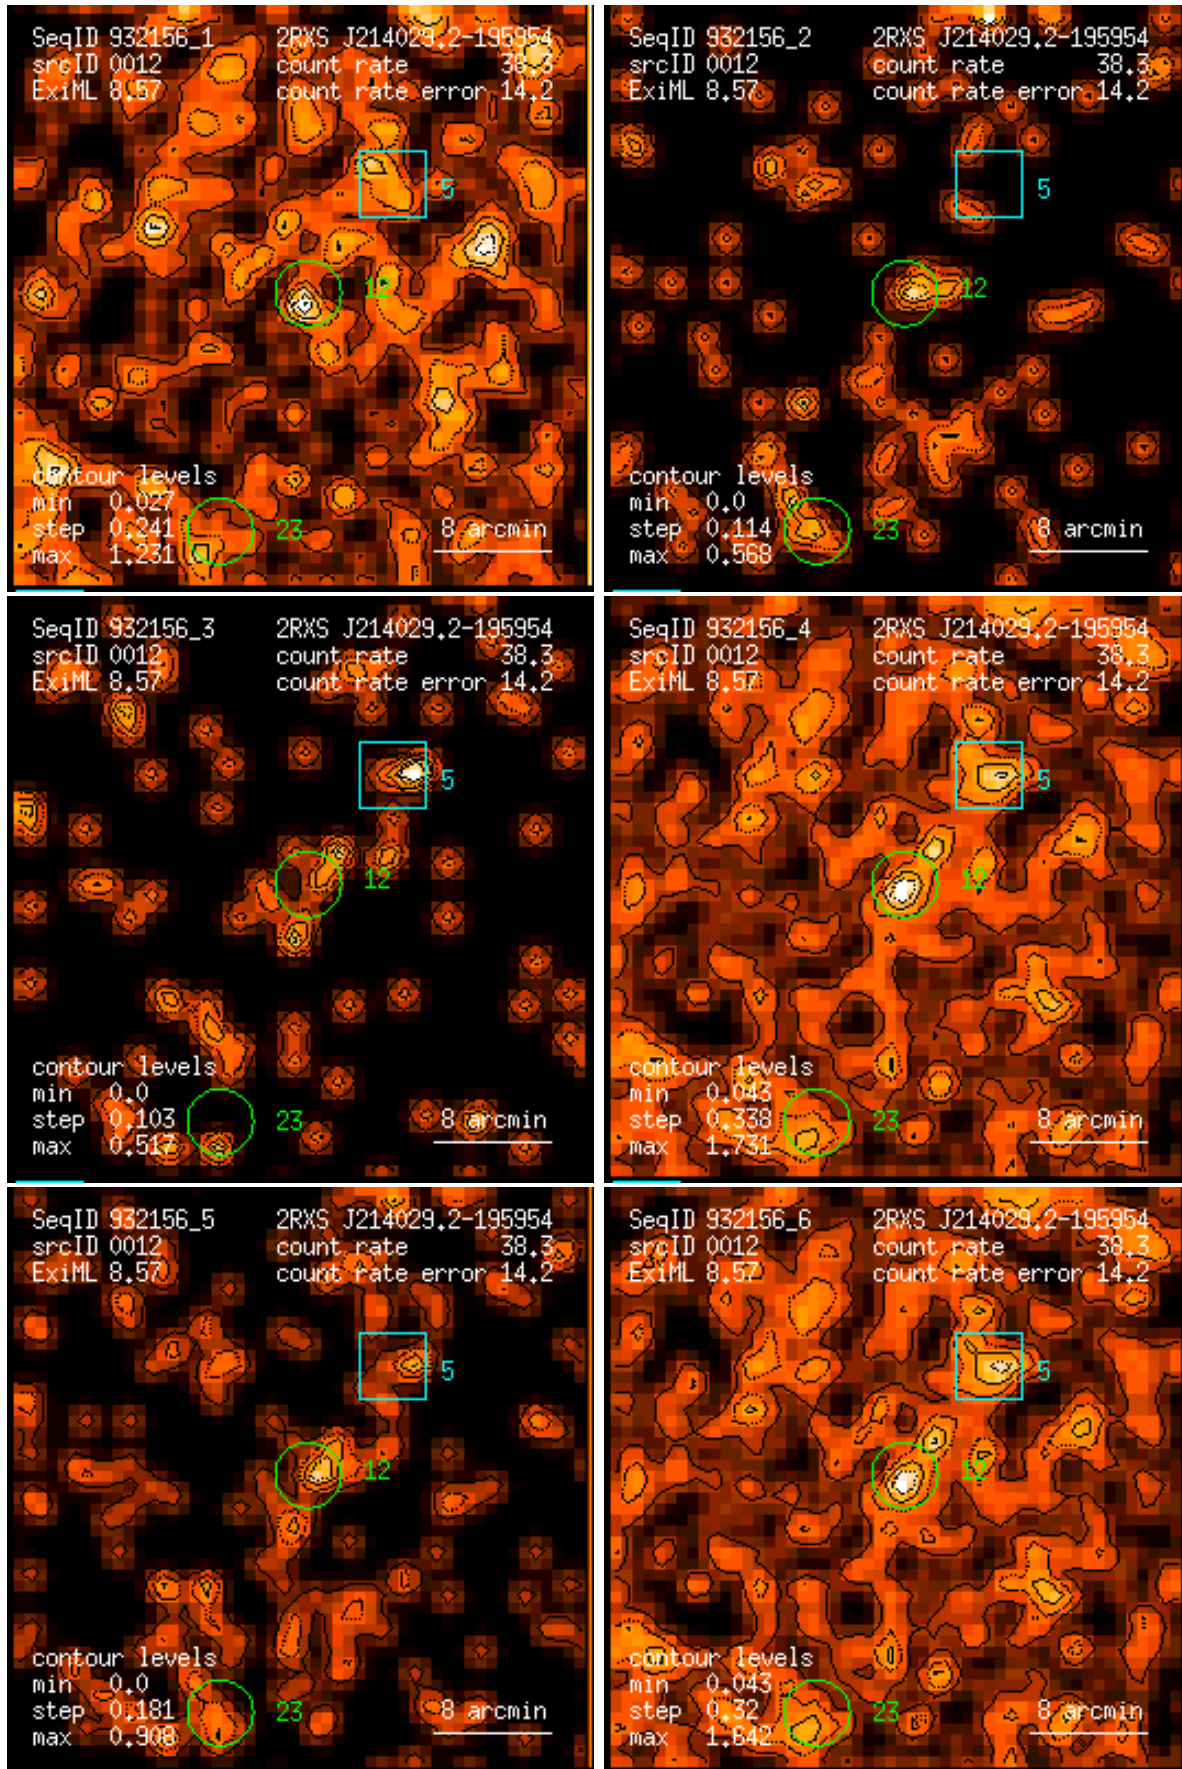 SeqID 932156_1 2RXS J214029.2-195954
srcID 0012 count rate 38.3
ExiML 8.57 count rate error 14.2
5
12
contour levels
min 0.027
step 0.241 23 8 arcmin
max 1.231
SeqID 932156_2 2RXS J214029.2-195954
srcID 0012 count rate 38.3
ExiML 8.57 count rate error 14.2
5
12
contour levels
min 0.0
step 0.114 23 8 arcmin
max 0.568
SeqID 932156_3 2RXS J214029.2-195954
srcID 0012 count rate 38.3
ExiML 8.57 count rate error 14.2
5
12
contour levels
min 0.0
step 0.103 23 8 arcmin
max 0.517
SeqID 932156_4 2RXS J214029.2-195954
srcID 0012 count rate 38.3
ExiML 8.57 count rate error 14.2
5
12
contour levels
min 0.043
step 0.338 23 8 arcmin
max 1.731
SeqID 932156_5 2RXS J214029.2-195954
srcID 0012 count rate 38.3
ExiML 8.57 count rate error 14.2
5
12
contour levels
min 0.0
step 0.181 23 8 arcmin
max 0.908
SeqID 932156_6 2RXS J214029.2-195954
srcID 0012 count rate 38.3
ExiML 8.57 count rate error 14.2
5
12
contour levels
min 0.043
step 0.32 23 8 arcmin
max 1.642